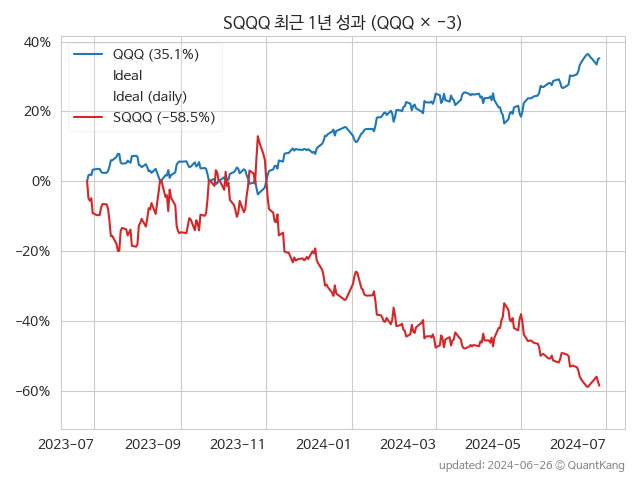 SQQQ 최근 1년 성과 (QQQ × −3)
QQQ (35.1%)
Ideal
Ideal (daily)
SQQQ (−58.5%)
40%
20%
0%
−20%
−40%
−60%
2023-07 2023-09 2023-11 2024-01 2024-03 2024-05 2024-07
updated: 2024-06-26 © QuantKang